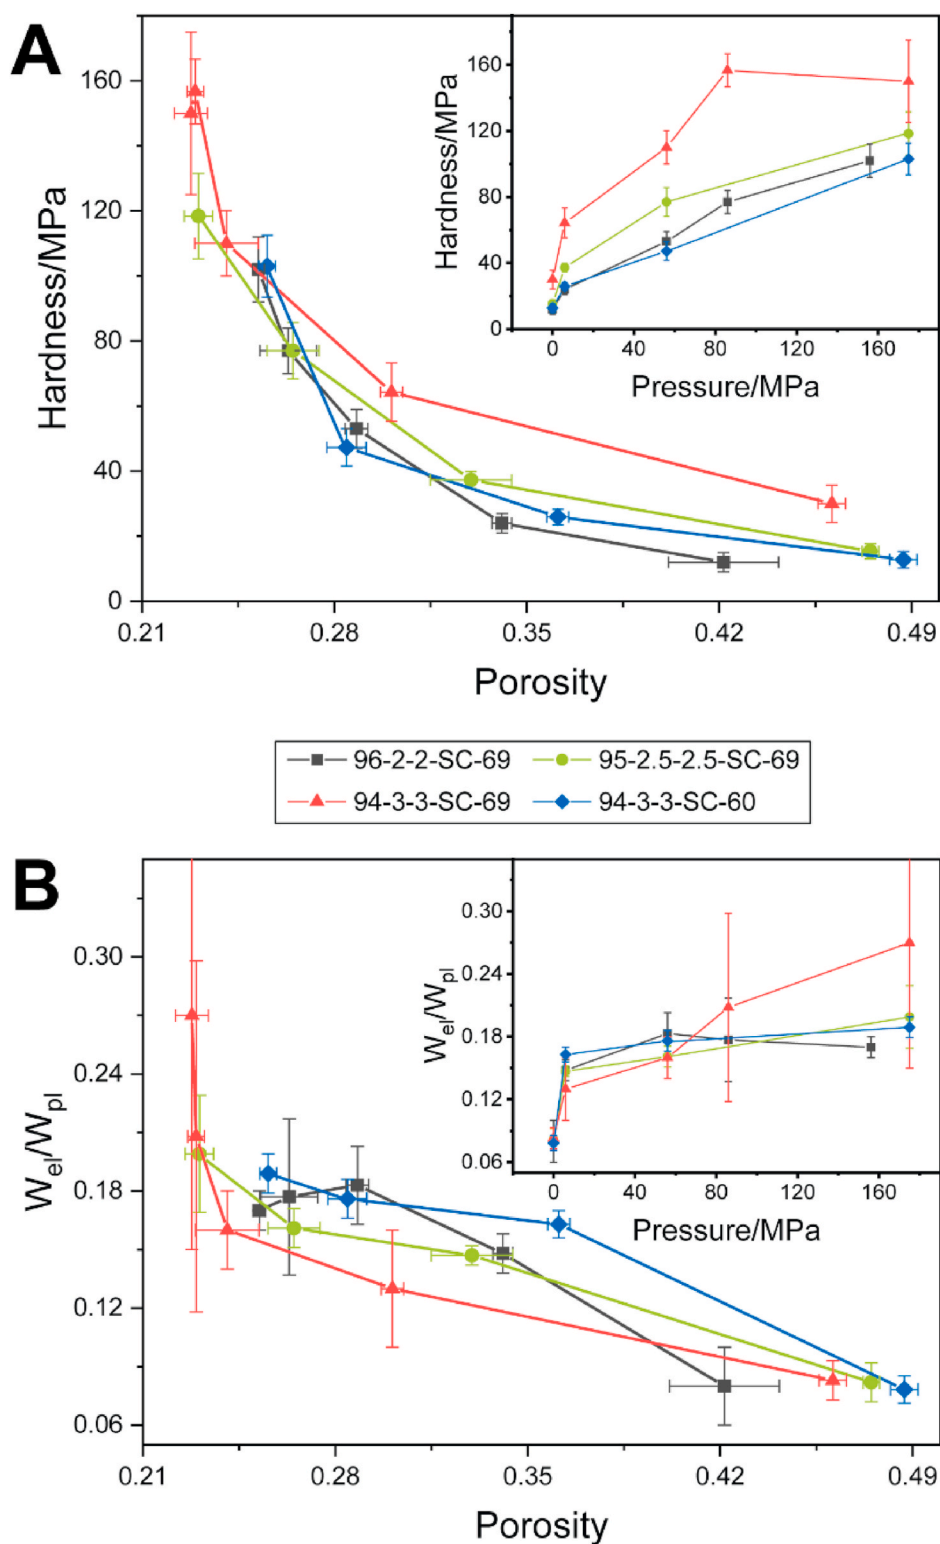 A
Hardness/MPa
160
120
80
40
0
0.21 0.28 0.35 0.42 0.49
Porosity
Hardness/MPa
160
120
80
40
0
0 40 80 120 160
Pressure/MPa
96-2-2-SC-69 95-2.5-2.5-SC-69
94-3-3-SC-69 94-3-3-SC-60
B
Wel/Wpl
0.30
0.24
0.18
0.12
0.06
0.21 0.28 0.35 0.42 0.49
Porosity
Wel/Wpl
0.30
0.24
0.18
0.12
0.06
0 40 80 120 160
Pressure/MPa